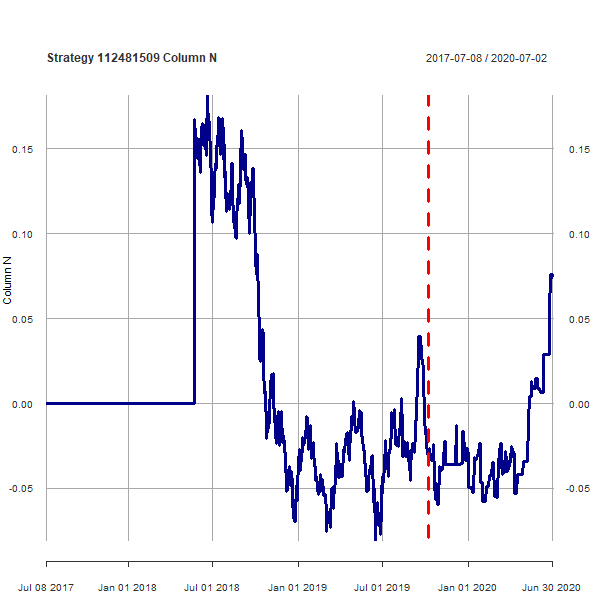 Strategy 112481509 Column N
2017-07-08 / 2020-07-02
0.15
0.15
0.10
0.10
Column N
0.05
0.05
0.00
0.00
-0.05
-0.05
Jul 08 2017
Jan 01 2018
Jul 01 2018
Jan 01 2019
Jul 01 2019
Jan 01 2020
Jun 30 2020